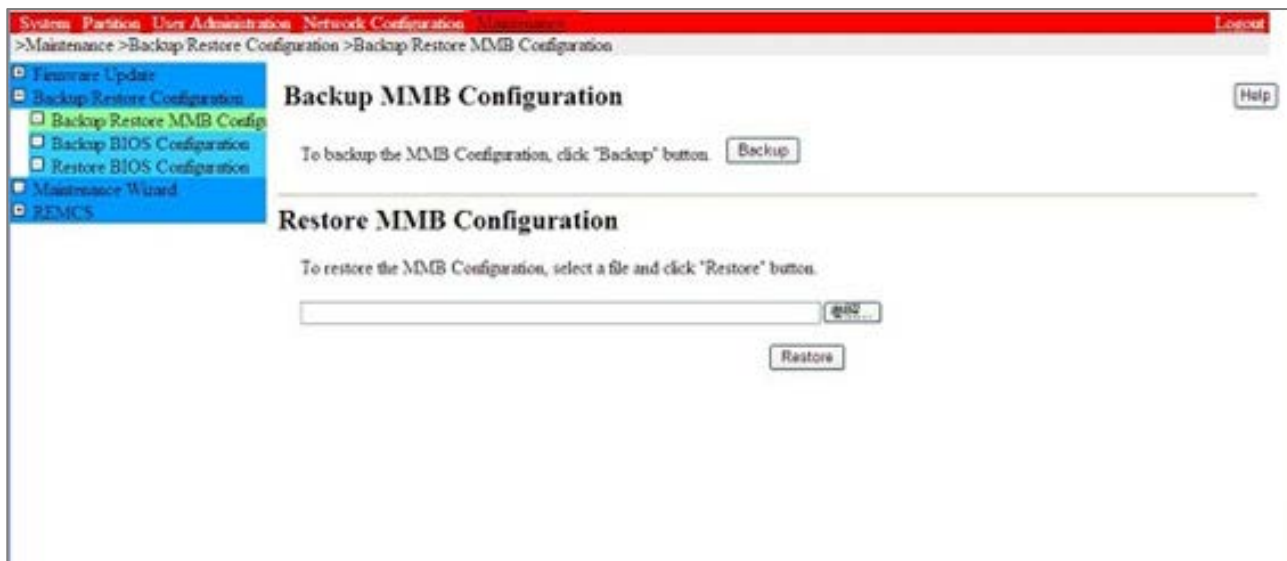 System Partition User Administration Network Configuration Maintenance Logout
>Maintenance >Backup Restore Configuration >Backup Restore MMB Configuration
Firmware Update
Backup Restore Configuration
Backup Restore MMB Config
Backup BIOS Configuration
Restore BIOS Configuration
Maintenance Wizard
REMCS
Backup MMB Configuration
Help
To backup the MMB Configuration, click "Backup" button. Backup
Restore MMB Configuration
To restore the MMB Configuration, select a file and click "Restore" button.
参照...
Restore